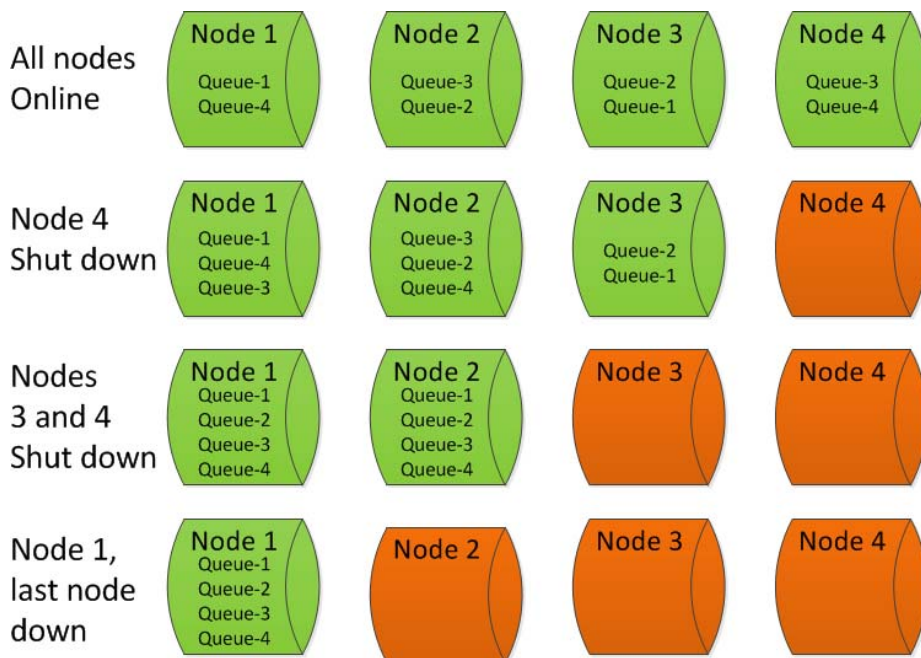 All nodes
Online
Node 1
Queue-1
Queue-4
Node 2
Queue-3
Queue-2
Node 3
Queue-2
Queue-1
Node 4
Queue-3
Queue-4
Node 4
Shut down
Node 1
Queue-1
Queue-4
Queue-3
Node 2
Queue-3
Queue-2
Queue-4
Node 3
Queue-2
Queue-1
Node 4
Nodes
3 and 4
Shut down
Node 1
Queue-1
Queue-2
Queue-3
Queue-4
Node 2
Queue-1
Queue-2
Queue-3
Queue-4
Node 3
Node 4
Node 1,
last node
down
Node 1
Queue-1
Queue-2
Queue-3
Queue-4
Node 2
Node 3
Node 4